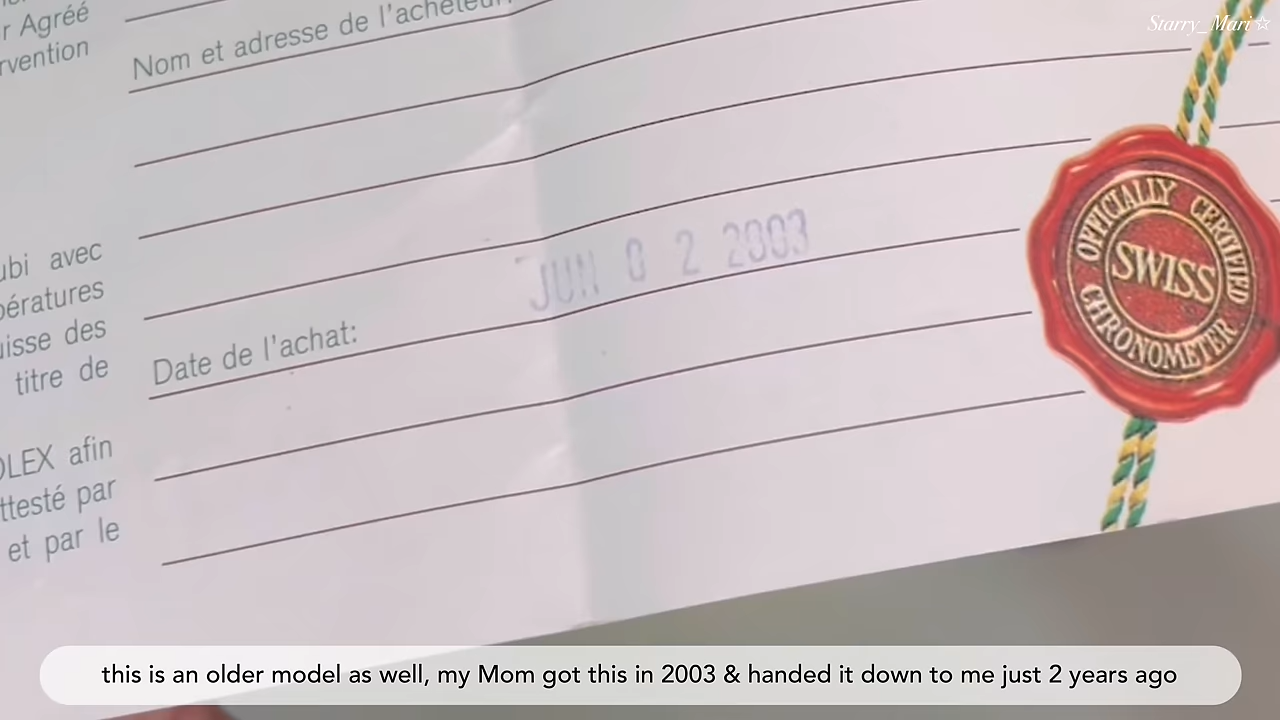 Starry_Mari☆
r Agréé
rvention
Nom et adresse de l'acheteur
ubi avec
pératures
uisse des
titre de
JUN 0 2 2003
Date de l'achat:
OLEX afin
ttesté par
et par le
OFFICIALLY CERTIFIED
SWISS
CHRONOMETER
this is an older model as well, my Mom got this in 2003 & handed it down to me just 2 years ago